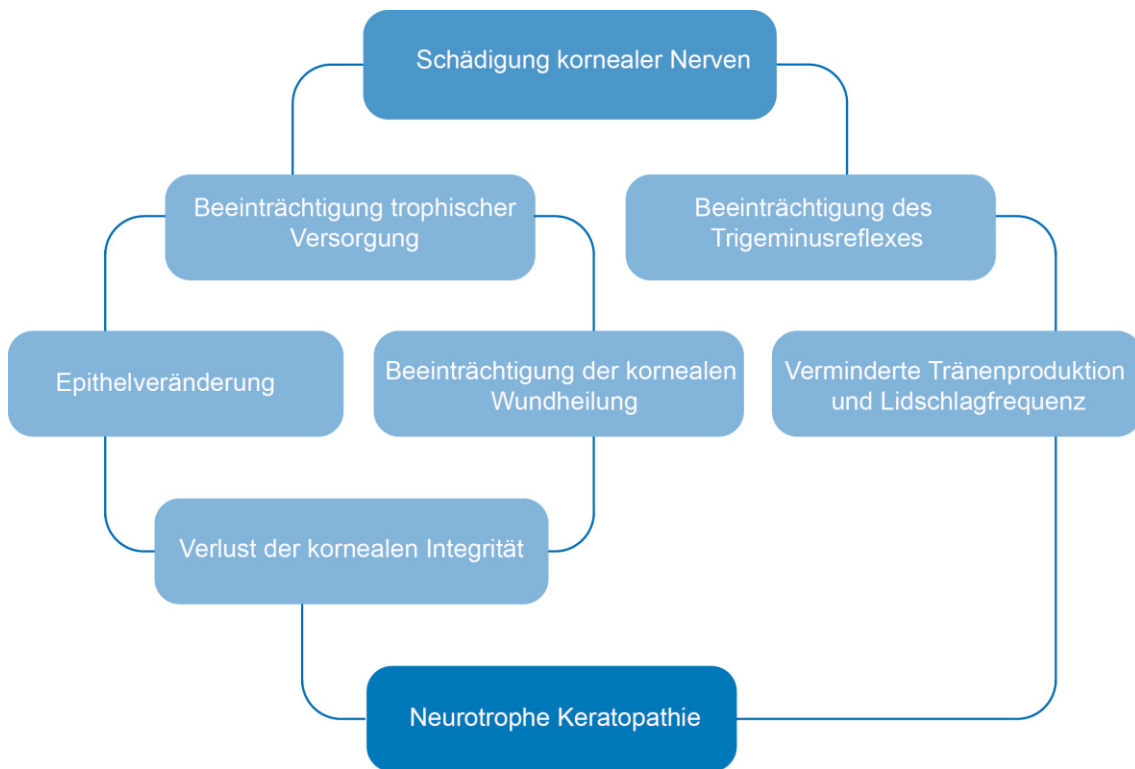 Schädigung kornealer Nerven
Beeinträchtigung trophischer
Versorgung
Beeinträchtigung des
Trigeminusreflexes
Epithelveränderung
Beeinträchtigung der kornealen
Wundheilung
Verminderte Tränenproduktion
und Lidschlagfrequenz
Verlust der kornealen Integrität
Neurotrophe Keratopathie